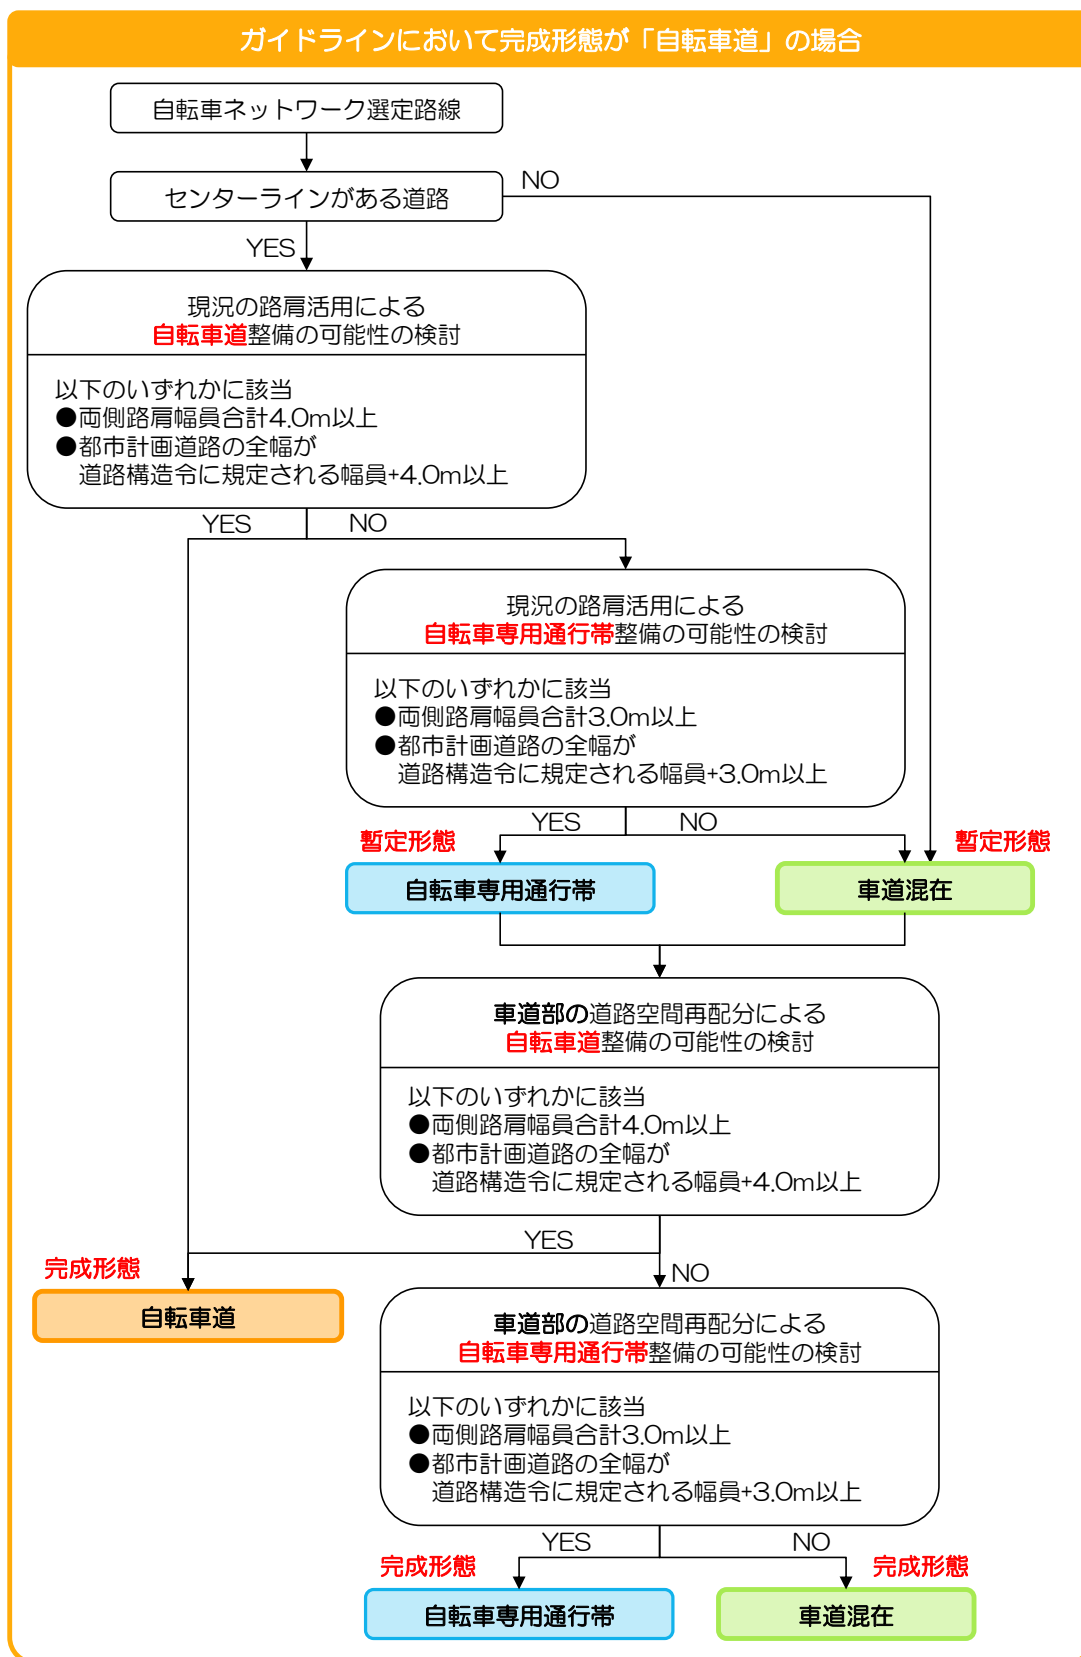 ガイドラインにおいて完成形態が「自転車道」の場合
自転車ネットワーク選定路線
センターラインがある道路
NO
YES
現況の路肩活用による
自転車道整備の可能性の検討
以下のいずれかに該当
●両側路肩幅員合計4.0m以上
●都市計画道路の全幅が
道路構造令に規定される幅員+4.0m以上
YES
NO
現況の路肩活用による
自転車専用通行帯整備の可能性の検討
以下のいずれかに該当
●両側路肩幅員合計3.0m以上
●都市計画道路の全幅が
道路構造令に規定される幅員+3.0m以上
YES
NO
暫定形態
暫定形態
自転車専用通行帯
車道混在
車道部の道路空間再配分による
自転車道整備の可能性の検討
以下のいずれかに該当
●両側路肩幅員合計4.0m以上
●都市計画道路の全幅が
道路構造令に規定される幅員+4.0m以上
YES
NO
完成形態
自転車道
車道部の道路空間再配分による
自転車専用通行帯整備の可能性の検討
以下のいずれかに該当
●両側路肩幅員合計3.0m以上
●都市計画道路の全幅が
道路構造令に規定される幅員+3.0m以上
YES
NO
完成形態
完成形態
自転車専用通行帯
車道混在